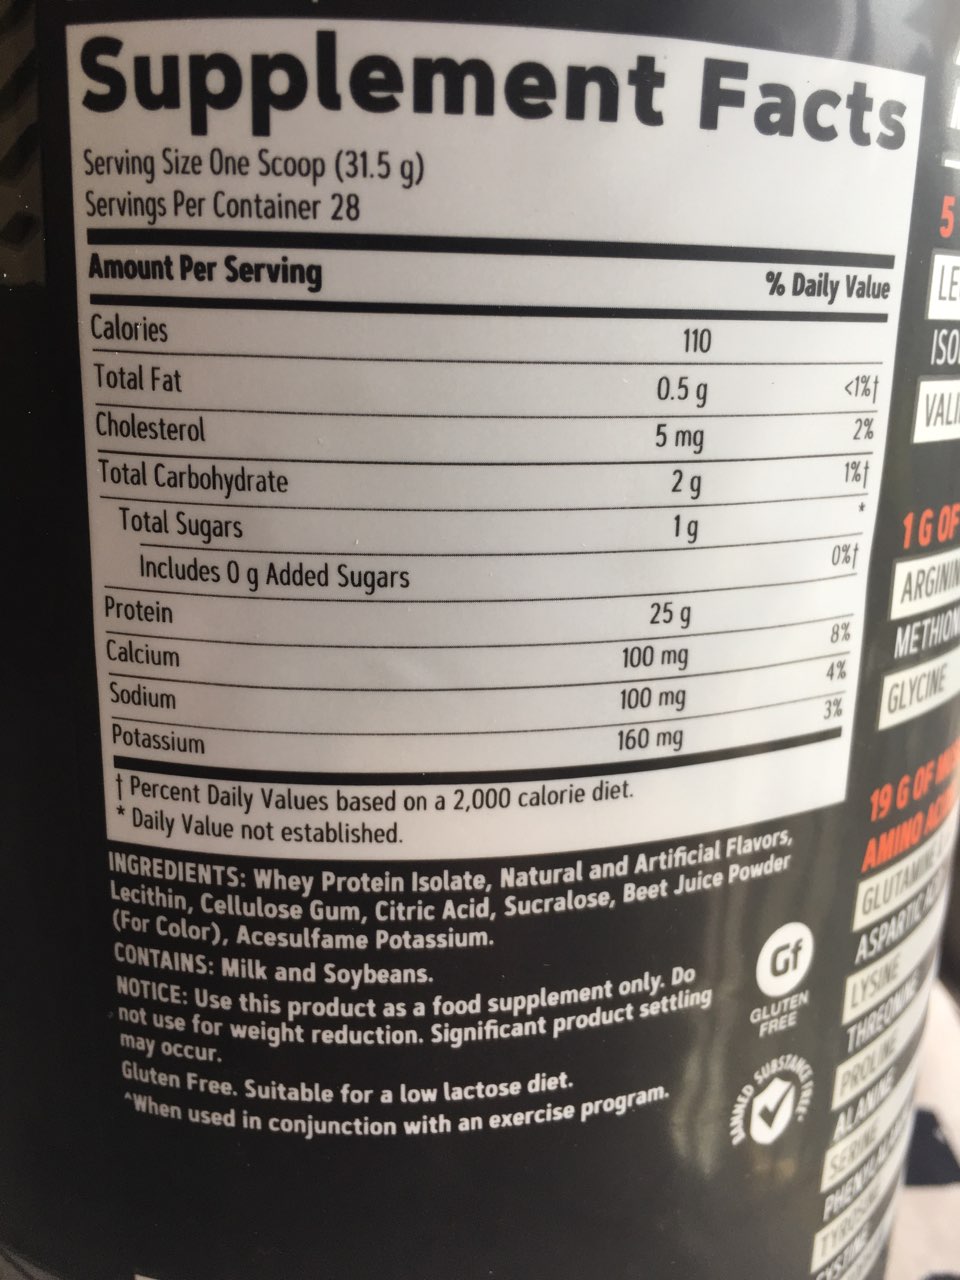 Supplement Facts
Serving Size One Scoop (31.5 g)
Servings Per Container 28
Amount Per Serving % Daily Value
Calories 110
Total Fat 0.5 g <1%†
Cholesterol 5 mg 2%
Total Carbohydrate 2 g 1%†
Total Sugars 1 g *
Includes 0 g Added Sugars 0%†
Protein 25 g
Calcium 100 mg 8%
Sodium 100 mg 4%
Potassium 160 mg 3%
† Percent Daily Values based on a 2,000 calorie diet.
* Daily Value not established.
INGREDIENTS: Whey Protein Isolate, Natural and Artificial Flavors,
Lecithin, Cellulose Gum, Citric Acid, Sucralose, Beet Juice Powder
(For Color), Acesulfame Potassium.
CONTAINS: Milk and Soybeans.
NOTICE: Use this product as a food supplement only. Do
not use for weight reduction. Significant product settling
may occur.
Gluten Free. Suitable for a low lactose diet.
^When used in conjunction with an exercise program.
Gf
GLUTEN
FREE
BANNED SUBSTANCE FREE
5
1 G OF
METHION
GLYCINE
19 G OF
AMINO
LYSINE
THREONINE
PROLINE
ALANINE